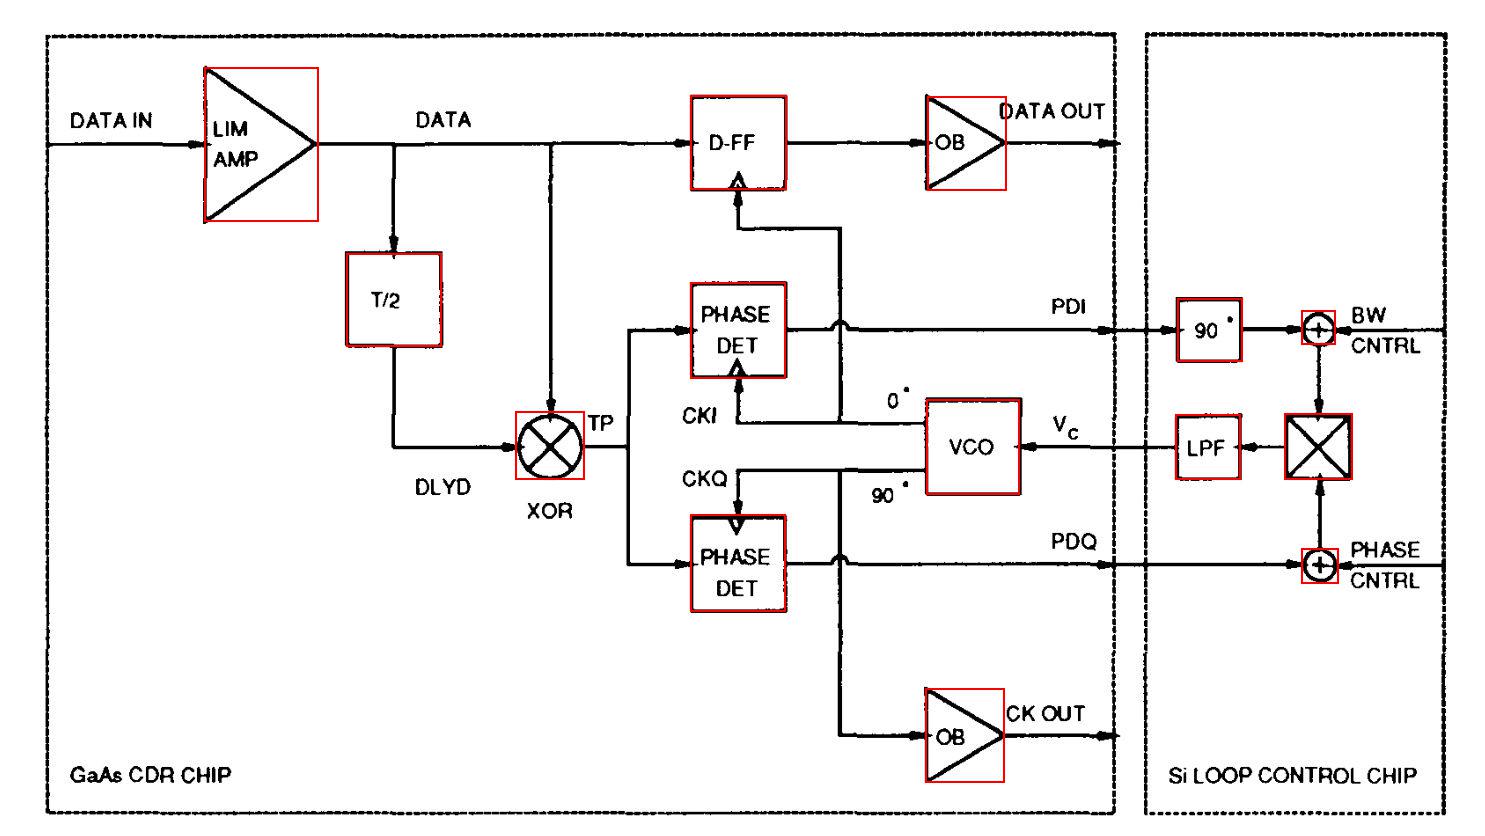 DATA IN
LIM
AMP
DATA
D-FF
OB
DATA OUT
T/2
PHASE
DET
PDI
90°
+
BW
CNTRL
CKI
0°
TP
VCO
V_C
LPF
DLYD
XOR
CKQ
90°
PHASE
DET
PDQ
+
PHASE
CNTRL
OB
CK OUT
GaAs CDR CHIP
Si LOOP CONTROL CHIP